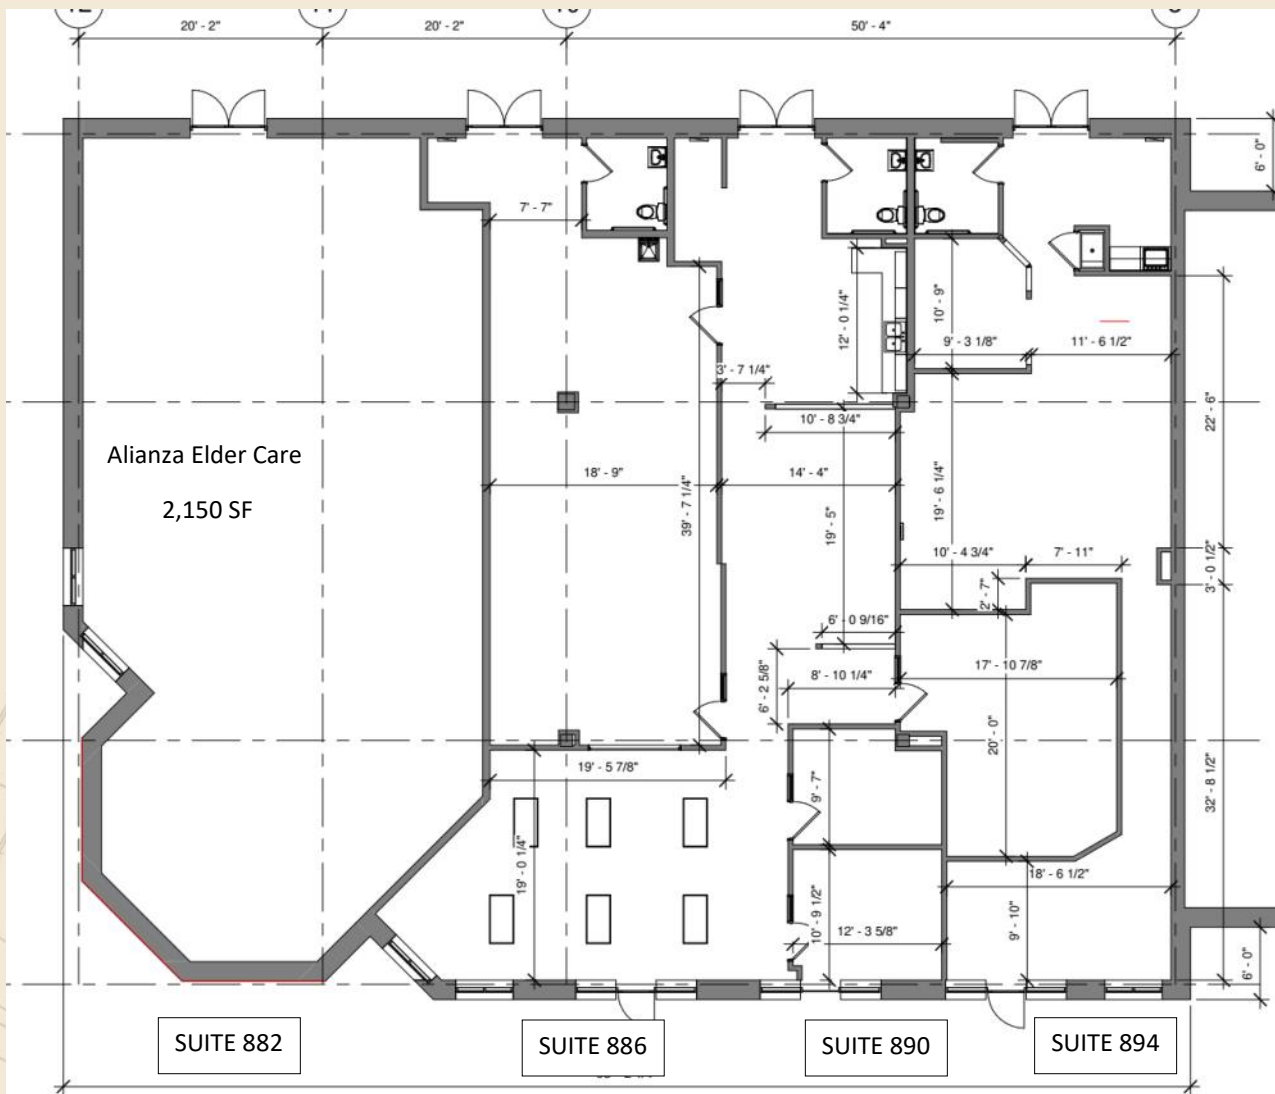 20' - 2"
20' - 2"
50' - 4"
6' - 0"
7' - 7"
12' - 0 1/4"
10' - 9"
9' - 3 1/8"
11' - 6 1/2"
3' - 7 1/4"
10' - 8 3/4"
22' - 6"
Alianza Elder Care
2,150 SF
18' - 9"
39' - 7 1/4"
14' - 4"
19' - 5"
19' - 6 1/4"
10' - 4 3/4"
7' - 11"
2' - 7"
3' - 0 1/2"
6' - 0 9/16"
8' - 10 1/4"
6' - 2 5/8"
17' - 10 7/8"
20' - 0"
19' - 5 7/8"
9' - 7"
32' - 8 1/2"
19' - 0 1/4"
18' - 6 1/2"
10' - 9 1/2"
12' - 3 5/8"
9' - 10"
6' - 0"
SUITE 882
SUITE 886
SUITE 890
SUITE 894